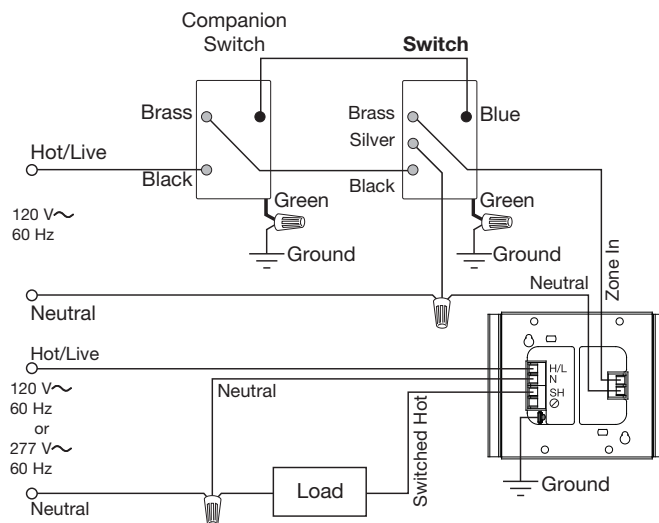 Companion
Switch
Switch
Brass
Brass
Blue
Silver
Hot/Live
Black
Black
Green
Green
120 V~
60 Hz
Ground
Ground
Zone In
Neutral
Neutral
Hot/Live
H/L
N
SH
120 V~
60 Hz
or
277 V~
60 Hz
Neutral
Switched Hot
Load
Ground
Neutral